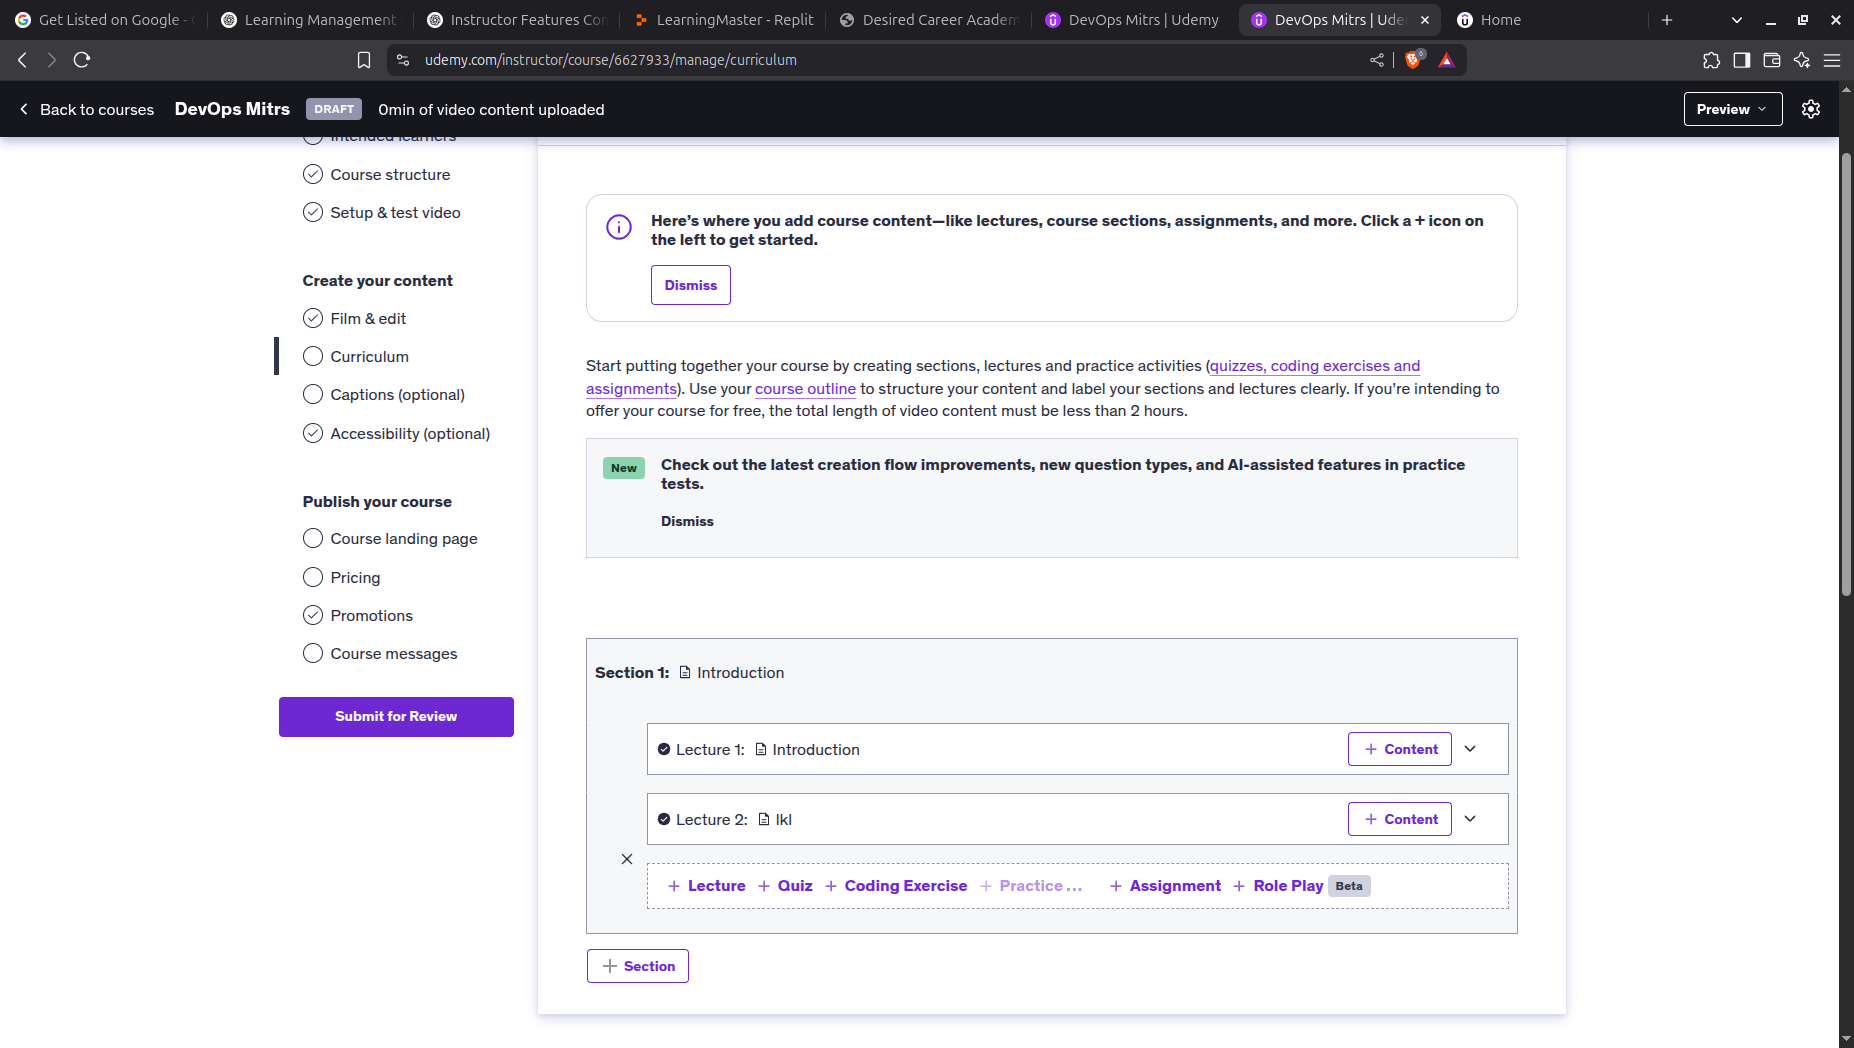 Get Listed on Google -
Learning Management
Instructor Features Con
LearningMaster - Replit
Desired Career Academ
DevOps Mitrs | Udemy
DevOps Mitrs | Ude
Home
udemy.com/instructor/course/6627933/manage/curriculum
6
Back to courses
DevOps Mitrs
DRAFT
0min of video content uploaded
Preview
Intended learners
Course structure
Setup & test video
Create your content
Film & edit
Curriculum
Captions (optional)
Accessibility (optional)
Publish your course
Course landing page
Pricing
Promotions
Course messages
Submit for Review
Here’s where you add course content—like lectures, course sections, assignments, and more. Click a + icon on
the left to get started.
Dismiss
Start putting together your course by creating sections, lectures and practice activities (quizzes, coding exercises and
assignments). Use your course outline to structure your content and label your sections and lectures clearly. If you’re intending to
offer your course for free, the total length of video content must be less than 2 hours.
New
Check out the latest creation flow improvements, new question types, and AI-assisted features in practice
tests.
Dismiss
Section 1: Introduction
Lecture 1: Introduction
+ Content
Lecture 2: lkl
+ Content
+ Lecture + Quiz + Coding Exercise + Practice ... + Assignment + Role Play Beta
+ Section